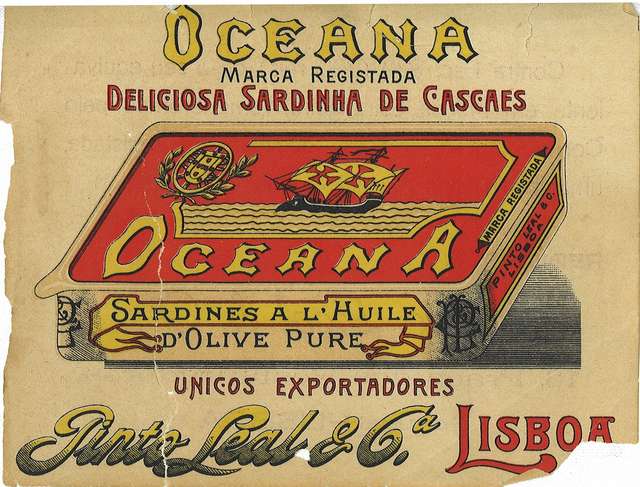 OCEANA
MARCA REGISTADA
DELICIOSA SARDINHA DE CASCAES
MARCA REGISTADA
OCEANA
PINTO LEAL & C.
LISBOA
SARDINES A L'HUILE
D'OLIVE PURE
UNICOS EXPORTADORES
Pinto Leal & C.ª LISBOA